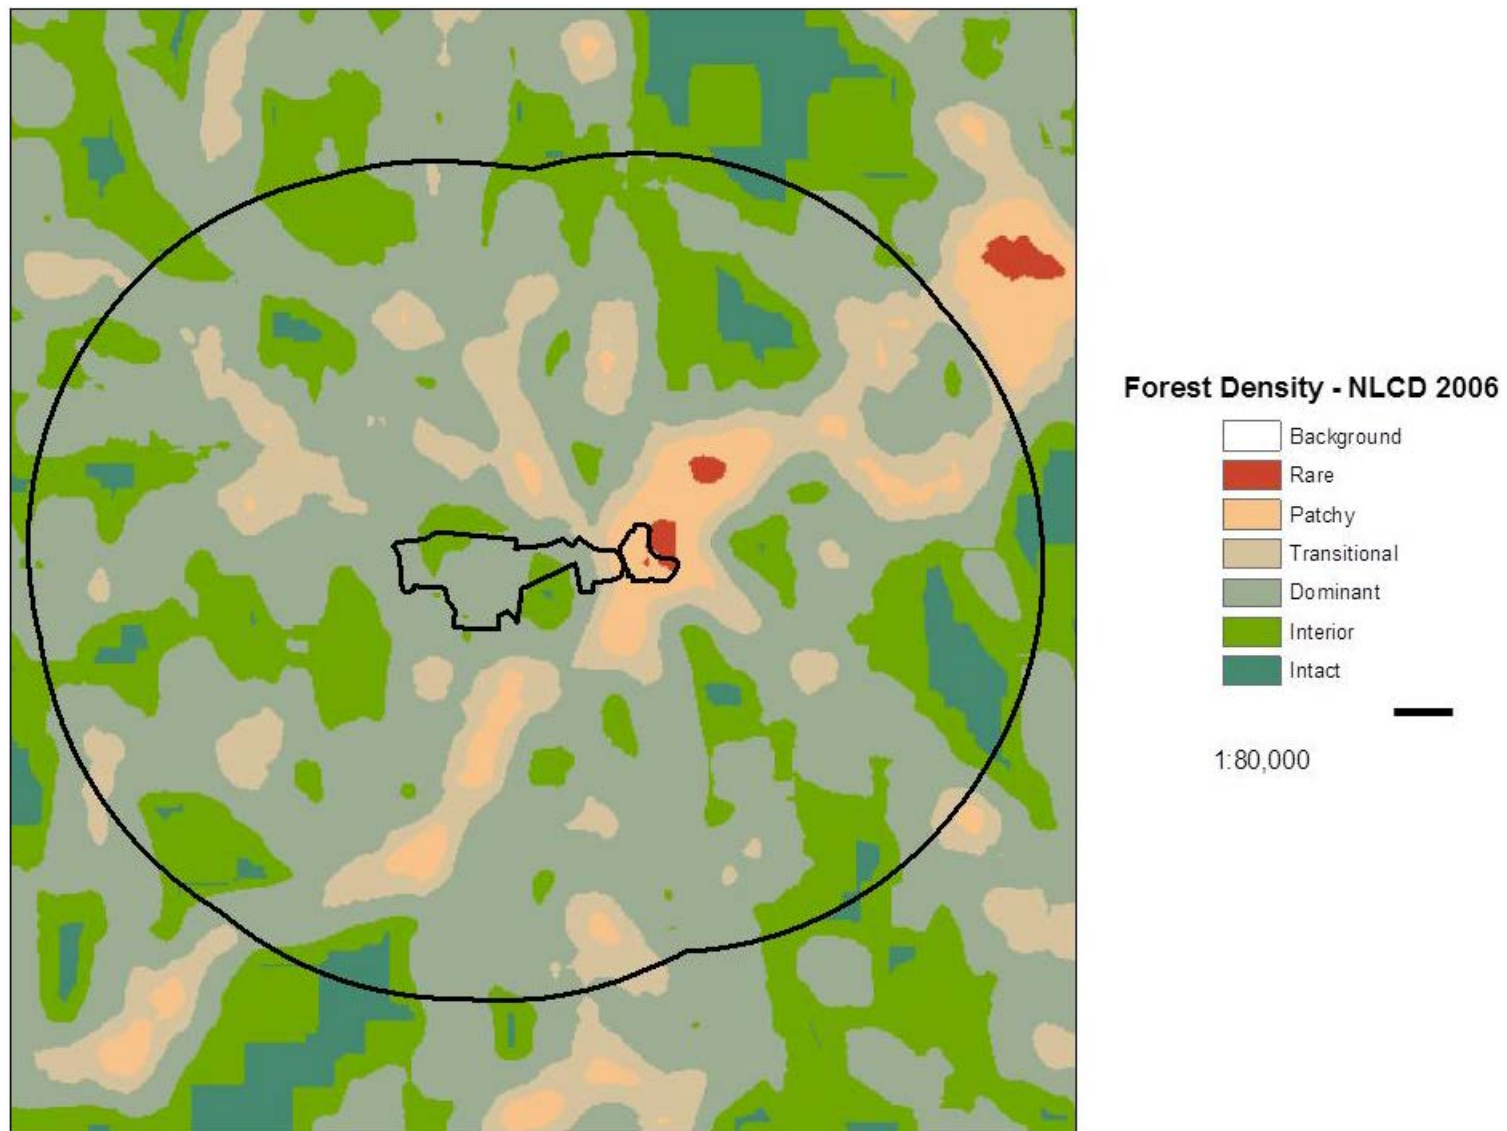 Forest Density - NLCD 2006
Background
Rare
Patchy
Transitional
Dominant
Interior
Intact
1:80,000